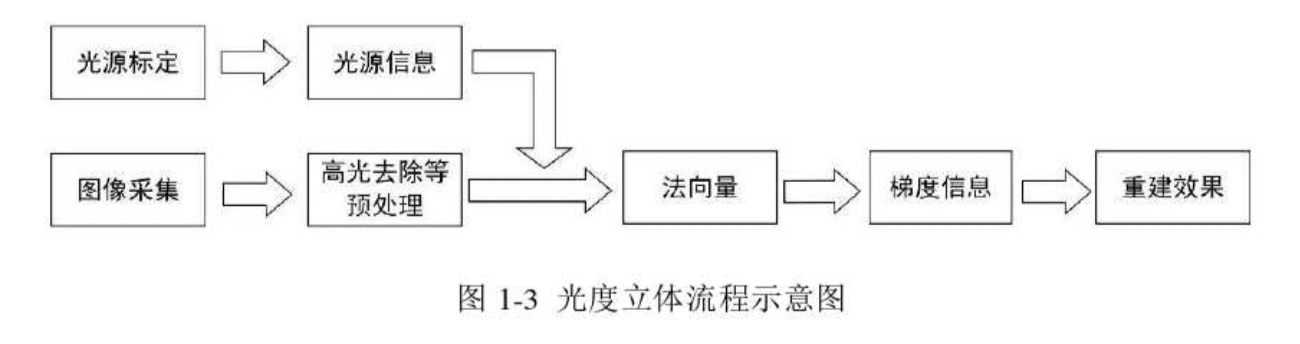 光源标定
光源信息
图像采集
高光去除等
预处理
法向量
梯度信息
重建效果
图 1-3 光度立体流程示意图